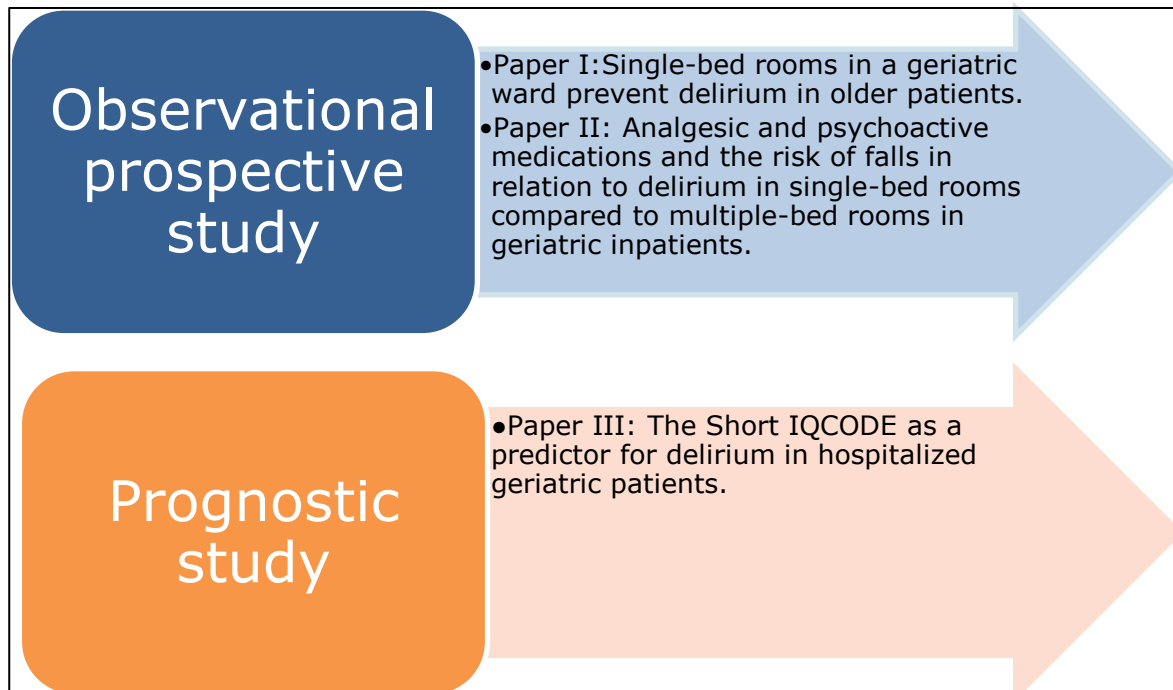 Observational
prospective
study
•Paper I:Single-bed rooms in a geriatric
ward prevent delirium in older patients.
•Paper II: Analgesic and psychoactive
medications and the risk of falls in
relation to delirium in single-bed rooms
compared to multiple-bed rooms in
geriatric inpatients.
Prognostic
study
•Paper III: The Short IQCODE as a
predictor for delirium in hospitalized
geriatric patients.